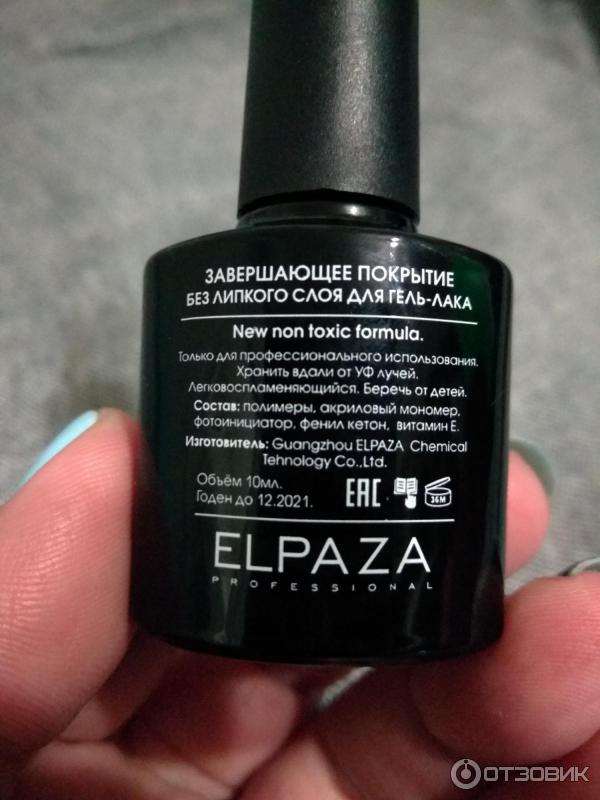 ЗАВЕРШАЮЩЕЕ ПОКРЫТИЕ
БЕЗ ЛИПКОГО СЛОЯ ДЛЯ ГЕЛЬ-ЛАКА
New non toxic formula.
Только для профессионального использования.
Хранить вдали от УФ лучей.
Легковоспламеняющийся. Беречь от детей.
Состав: полимеры, акриловый мономер,
фотоинициатор, фенил кетон, витамин Е.
Изготовитель: Guangzhou ELPAZA Chemical
Tehnology Co.,Ltd.
Объём 10мл.
Годен до 12.2021.
EAC
36M
ELPAZA
PROFESSIONAL
ОТЗОВИК